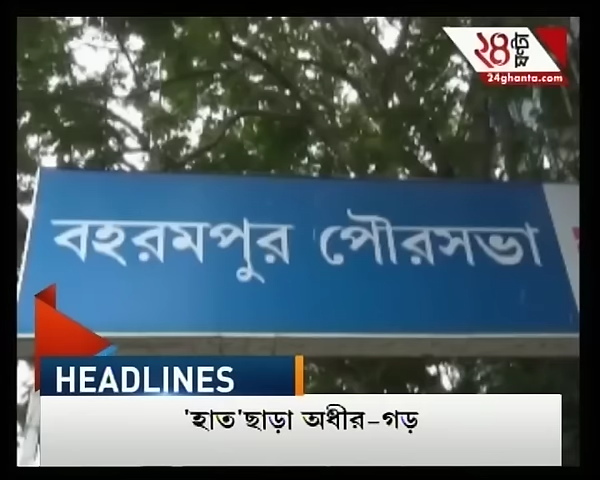 ২৪ ঘণ্টা
24ghanta.com
বহরমপুর পৌরসভা
HEADLINES
'হাত'ছাড়া অধীর-গড়